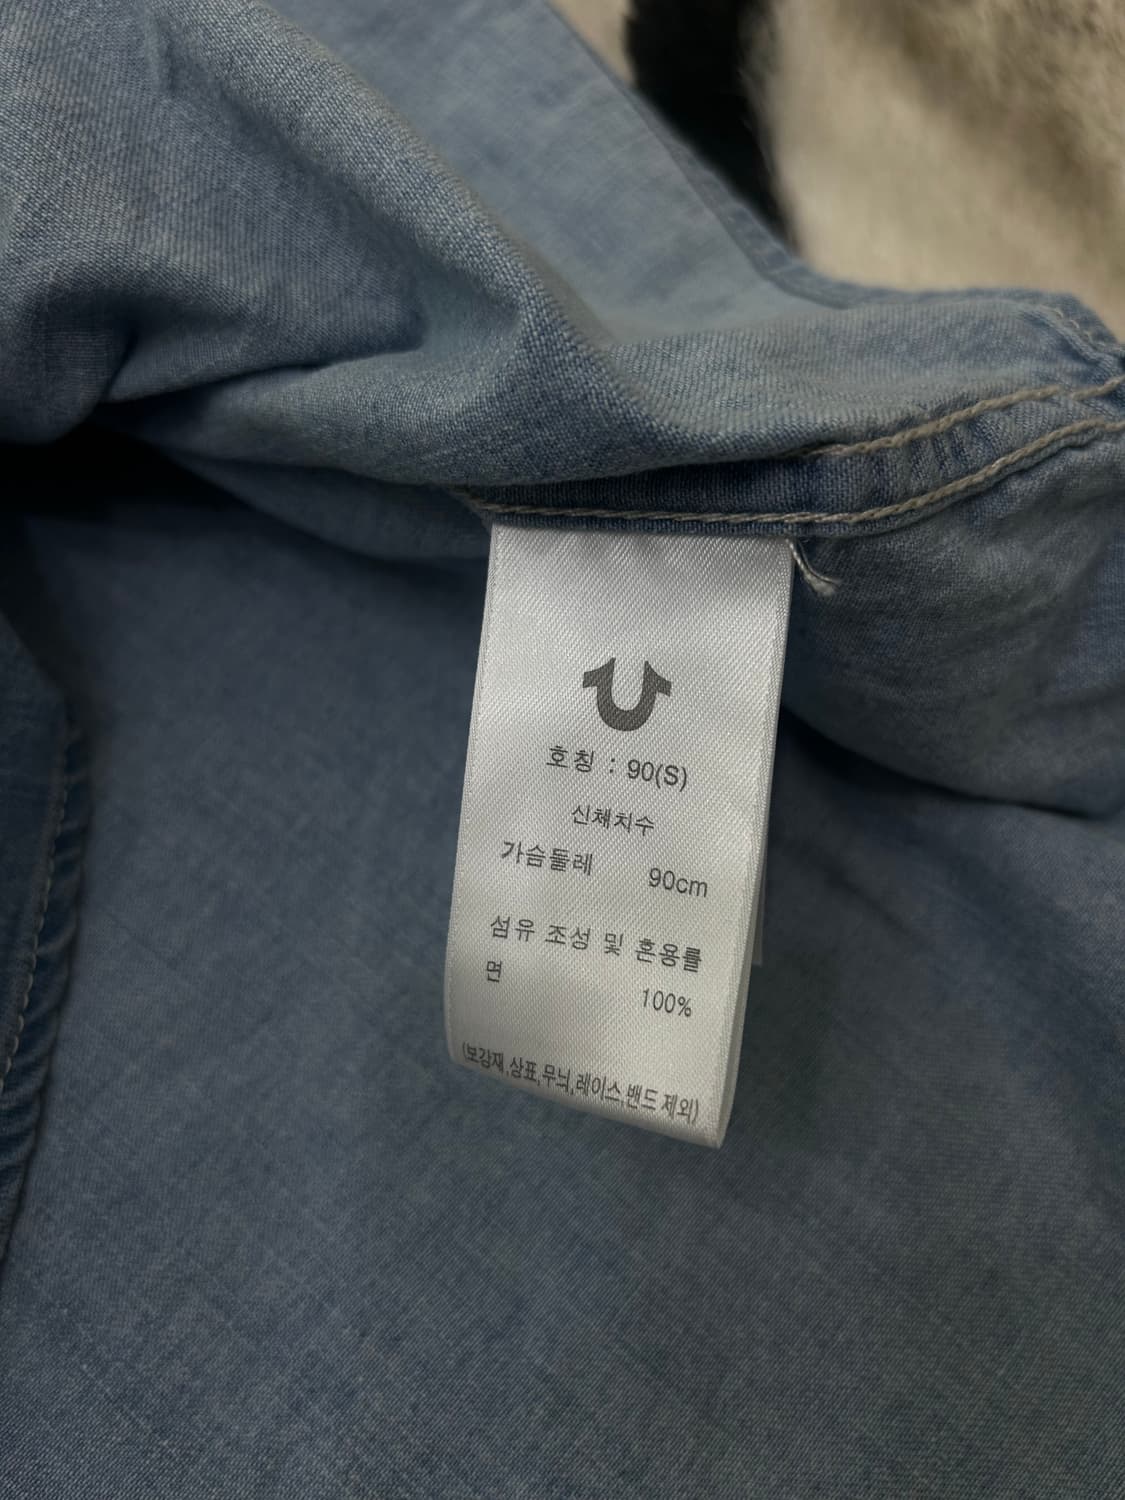 호칭 : 90(S)
신체치수
가슴둘레 90cm
섬유 조성 및 혼용률
면 100%
(보강재,상표,무늬,레이스,밴드 제외)